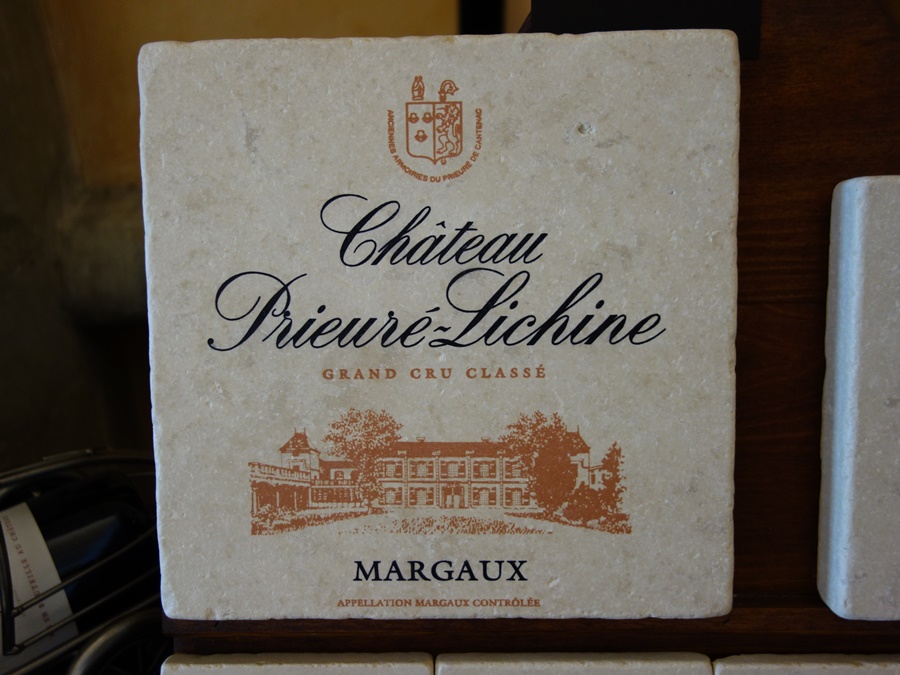 ANCIENNES ARMOIRIES DU PRIEURÉ DE CANTENAC
Château
Prieuré-Lichine
GRAND CRU CLASSÉ
MARGAUX
APPELLATION MARGAUX CONTRÔLÉE